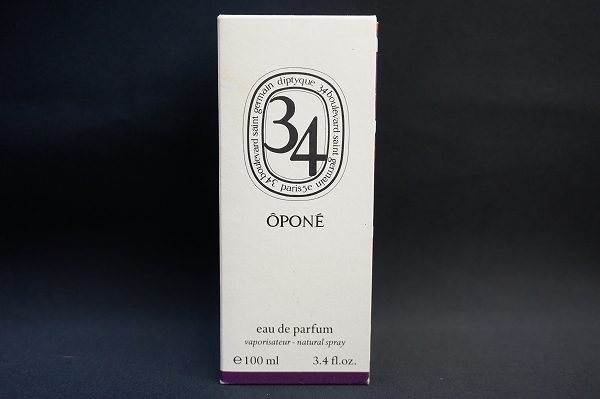 diptyque 34 boulevard saint germain paris 5e 34 boulevard saint germain
34
ÔPONÉ
eau de parfum
vaporisateur - natural spray
℮ 100 ml 3.4 fl.oz.